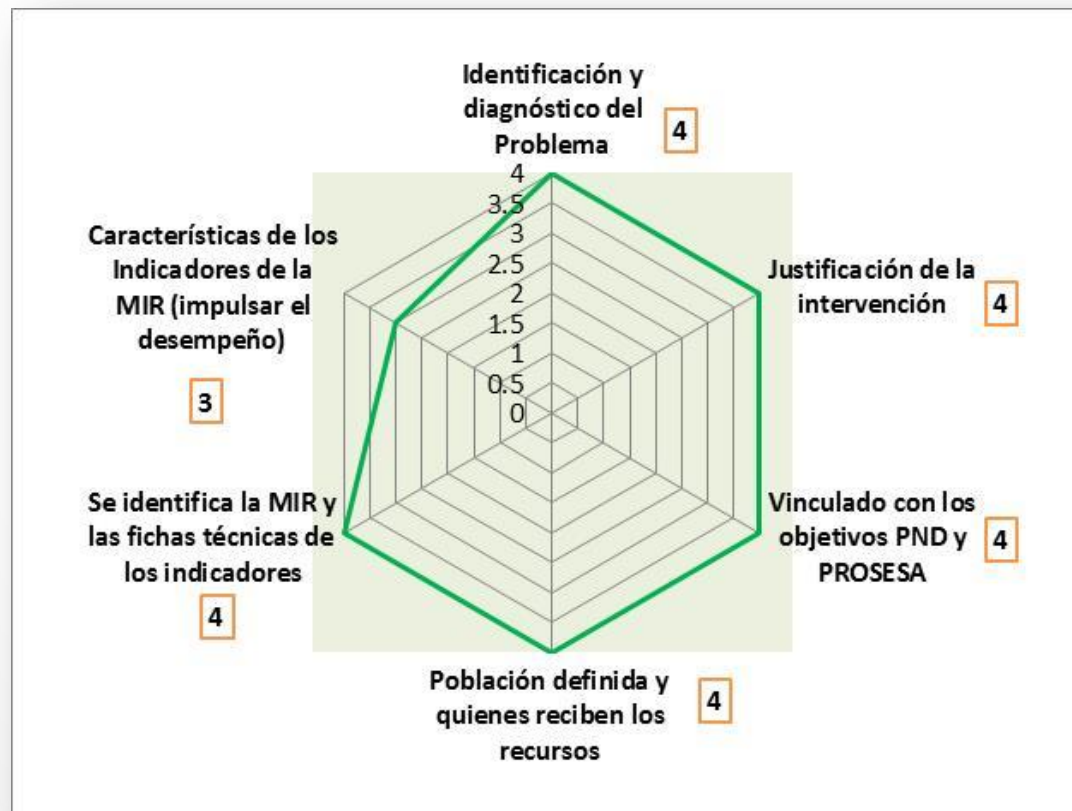 Identificación y
diagnóstico del
Problema
4
4
3.5
3
2.5
2
1.5
1
0.5
0
Justificación de la
intervención
4
Vinculado con los
objetivos PND y
PROSESA
4
Población definida y
quienes reciben los
recursos
4
Se identifica la MIR y
las fichas técnicas de
los indicadores
4
Características de los
Indicadores de la
MIR (impulsar el
desempeño)
3